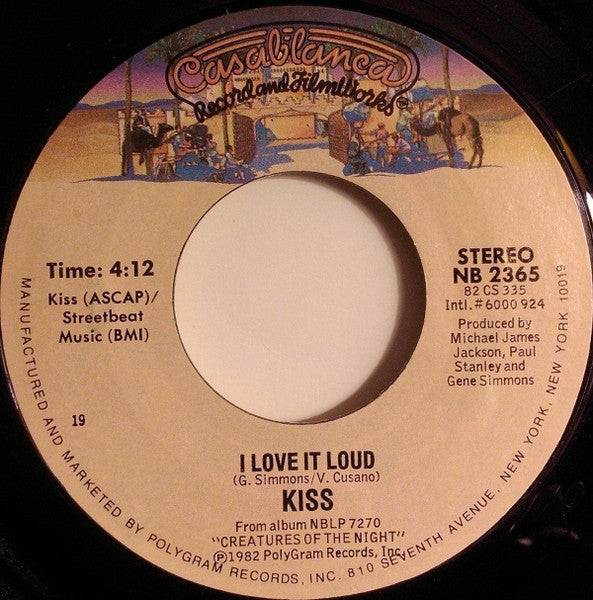 Casablanca
Record and FilmWorks
Time: 4:12
Kiss (ASCAP)/
Streetbeat
Music (BMI)
19
STEREO
NB 2365
82 CS 335
Intl.#6000 924
Produced by
Michael James
Jackson, Paul
Stanley and
Gene Simmons
I LOVE IT LOUD
(G. Simmons/V. Cusano)
KISS
From album NBLP 7270
"CREATURES OF THE NIGHT"
℗1982 PolyGram Records, Inc.
MANUFACTURED AND MARKETED BY POLYGRAM RECORDS, INC. 810 SEVENTH AVENUE, NEW YORK, NEW YORK 10019